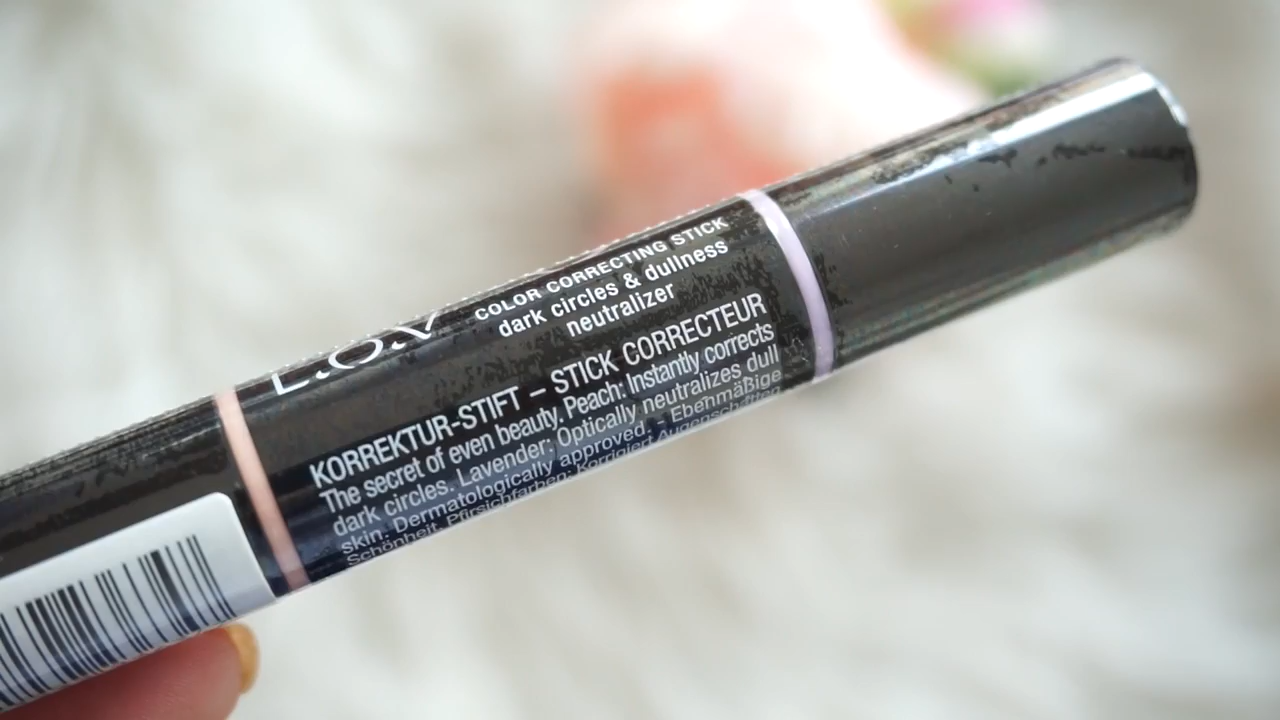 L.O.V
COLOR CORRECTING STICK
dark circles & dullness
neutralizer
KORREKTUR-STIFT – STICK CORRECTEUR
The secret of even beauty. Peach: Instantly corrects
dark circles. Lavender: Optically neutralizes dull
skin. Dermatologically approved. – Ebenmäßige
Schönheit. Pfirsichfarben: Korrigiert Augenschatten